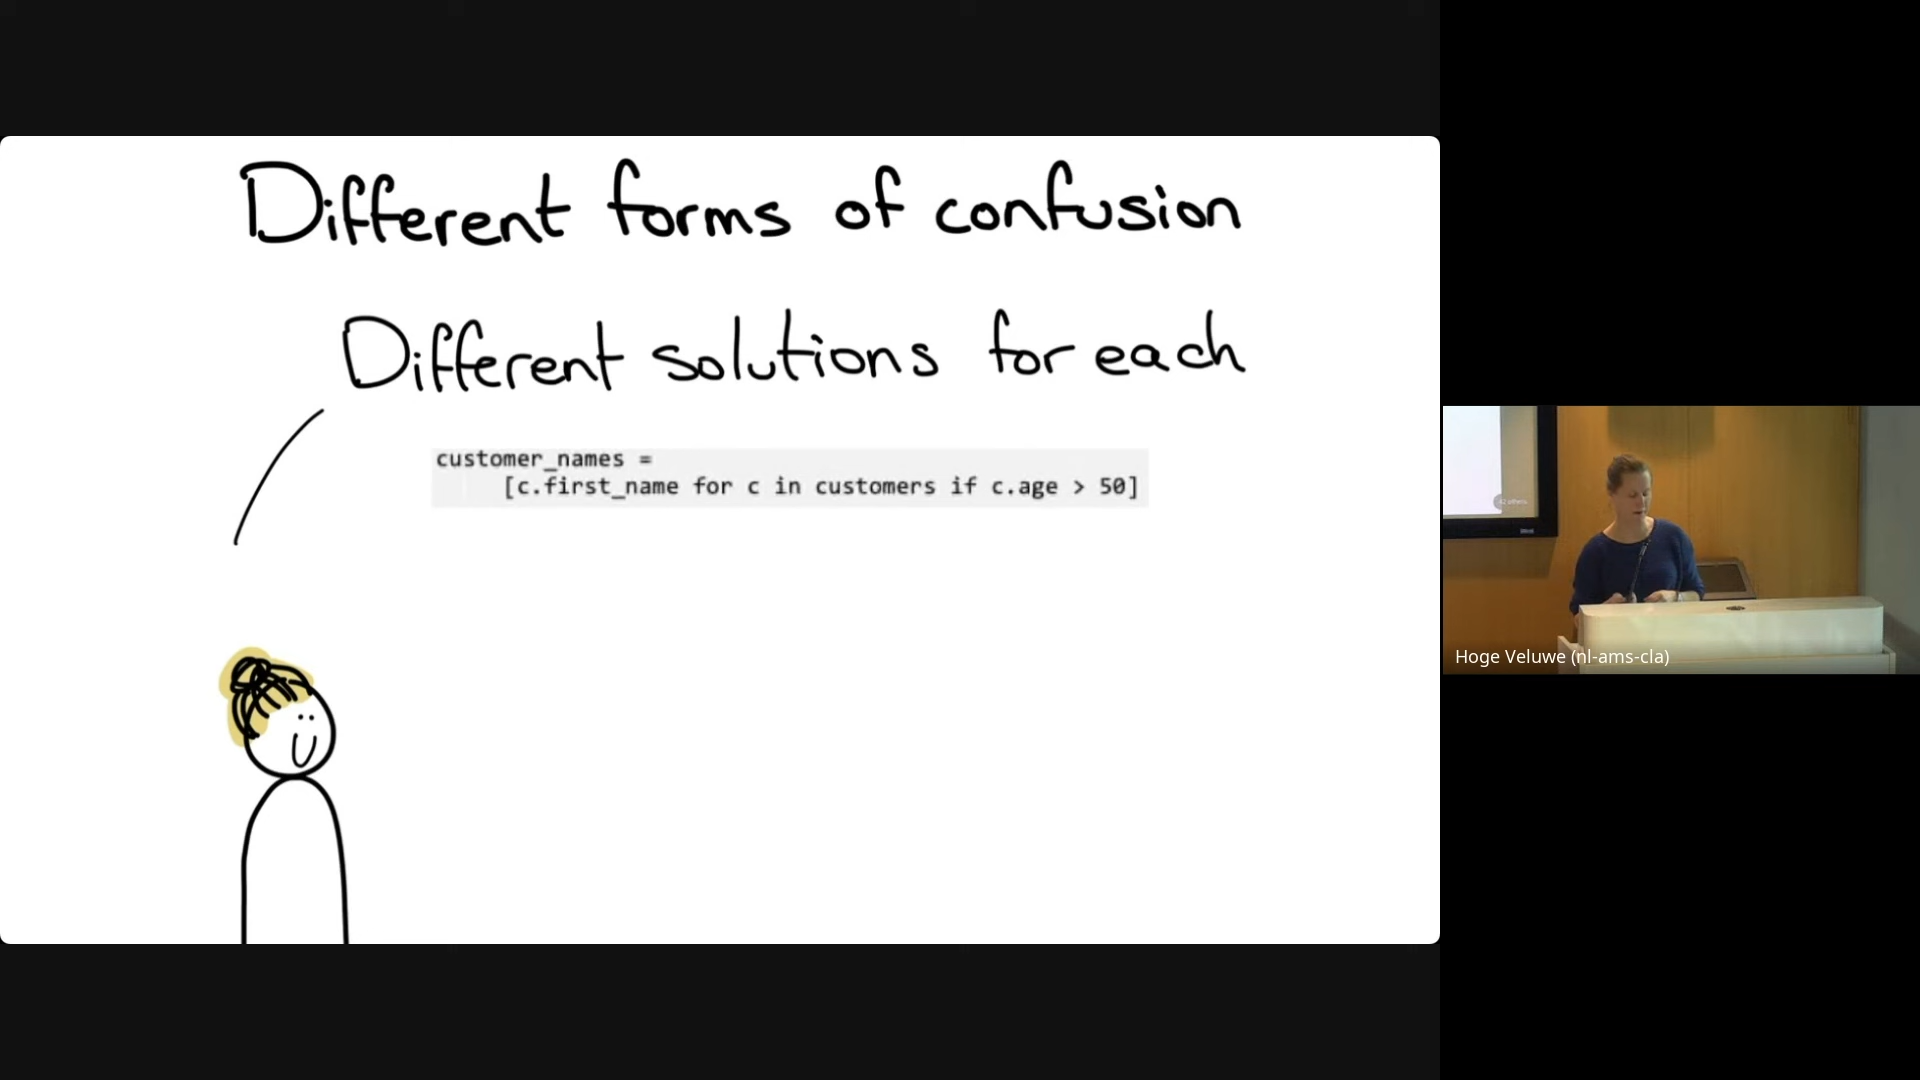 Different forms of confusion
Different solutions for each
customer_names =
[c.first_name for c in customers if c.age > 50]
Hoge Veluwe (nl-ams-cla)